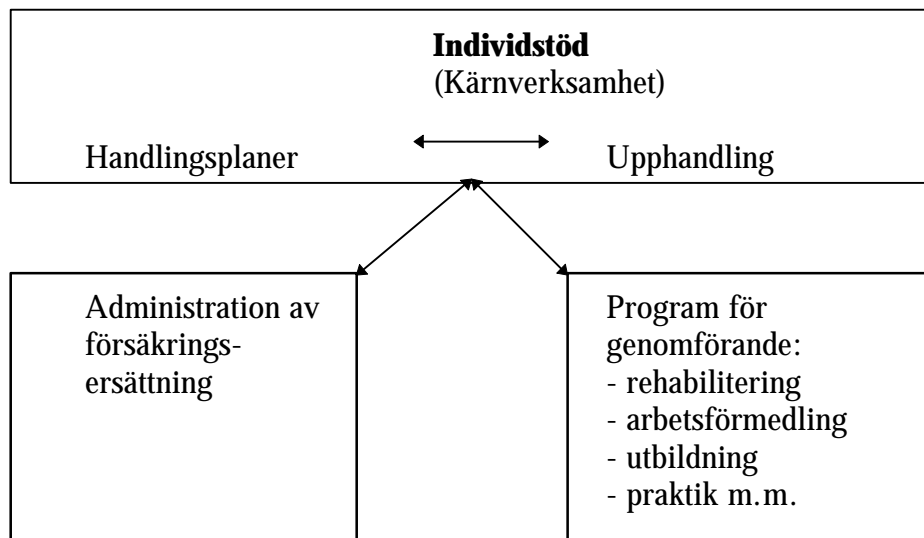 Individstöd
(Kärnverksamhet)
Handlingsplaner
Upphandling
Administration av
försäkrings-
ersättning
Program för
genomförande:
- rehabilitering
- arbetsförmedling
- utbildning
- praktik m.m.